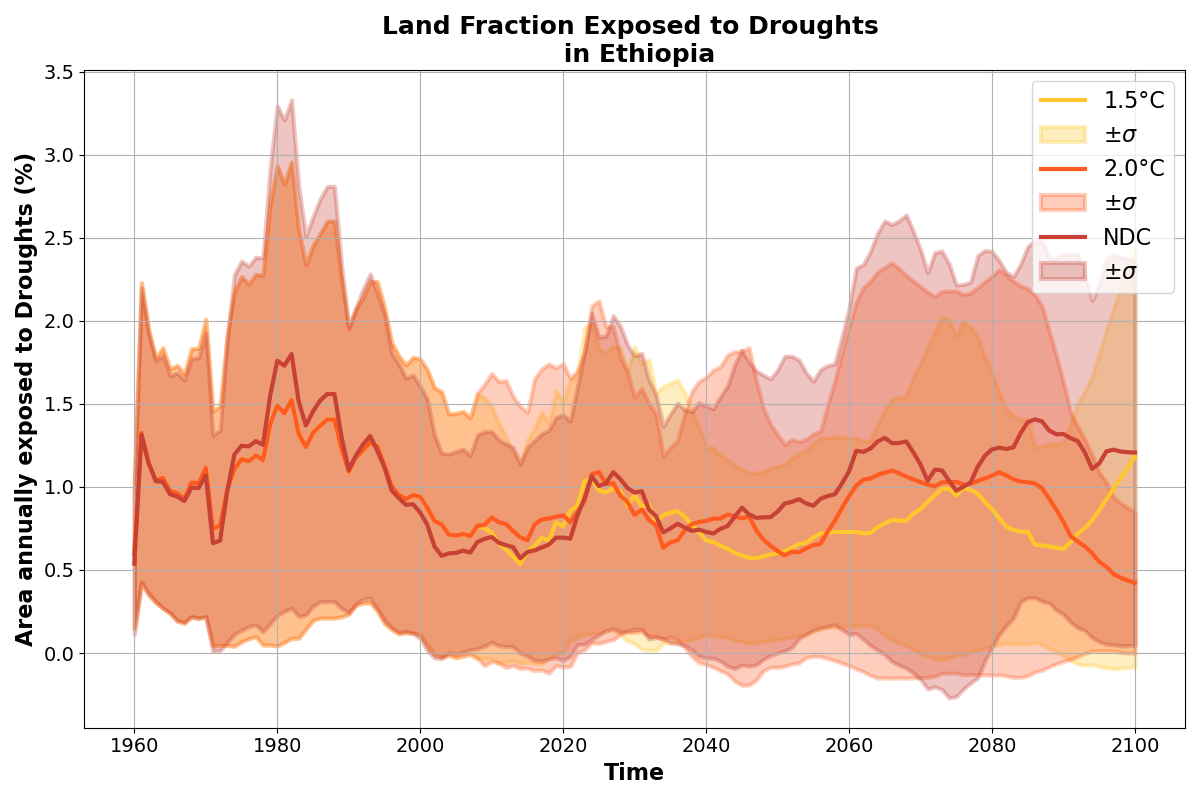 Land Fraction Exposed to Droughts
in Ethiopia
Area annually exposed to Droughts (%)
3.5
3.0
2.5
2.0
1.5
1.0
0.5
0.0
1.5°C
±σ
2.0°C
±σ
NDC
±σ
1960 1980 2000 2020 2040 2060 2080 2100
Time